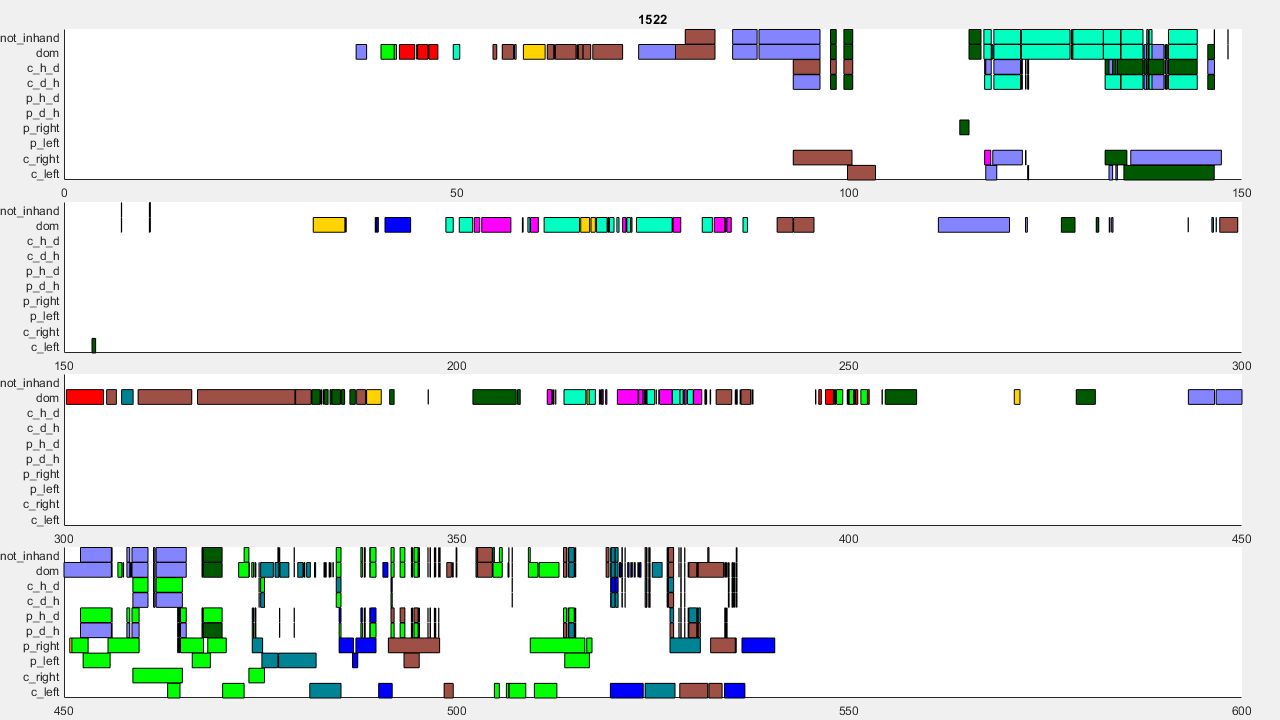 1522
not_inhand
dom
c_h_d
c_d_h
p_h_d
p_d_h
p_right
p_left
c_right
c_left
0 50 100 150
not_inhand
dom
c_h_d
c_d_h
p_h_d
p_d_h
p_right
p_left
c_right
c_left
150 200 250 300
not_inhand
dom
c_h_d
c_d_h
p_h_d
p_d_h
p_right
p_left
c_right
c_left
300 350 400 450
not_inhand
dom
c_h_d
c_d_h
p_h_d
p_d_h
p_right
p_left
c_right
c_left
450 500 550 600